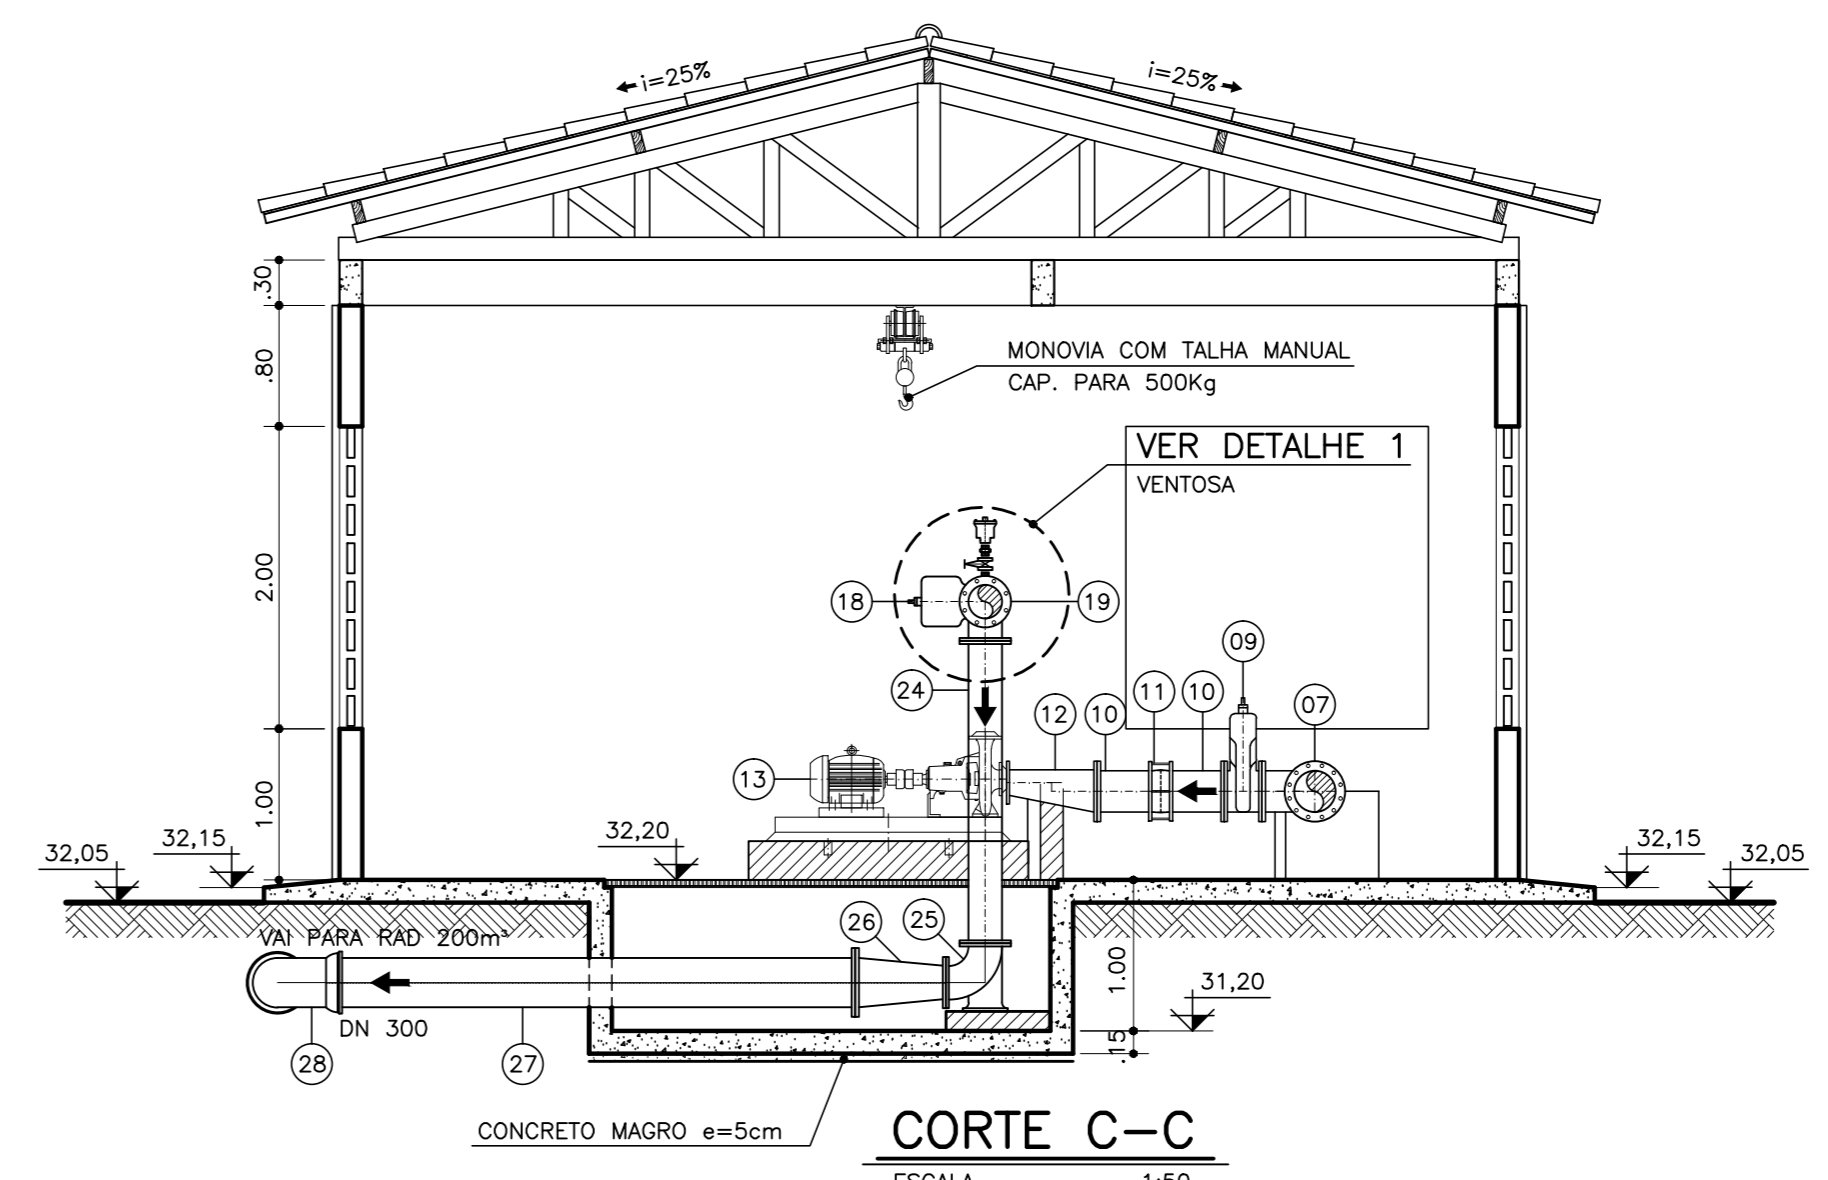 i=25%
i=25%
.30
MONOVIA COM TALHA MANUAL
CAP. PARA 500Kg
.80
VER DETALHE 1
VENTOSA
2.00
18
19
09
24
12
10
11
10
07
13
1.00
32,05
32,15
32,20
32,15
32,05
VAI PARA RAD 200m³
26
25
1.00
31,20
DN 300
.15
28
27
CONCRETO MAGRO e=5cm
CORTE C-C
ESCALA 1:50